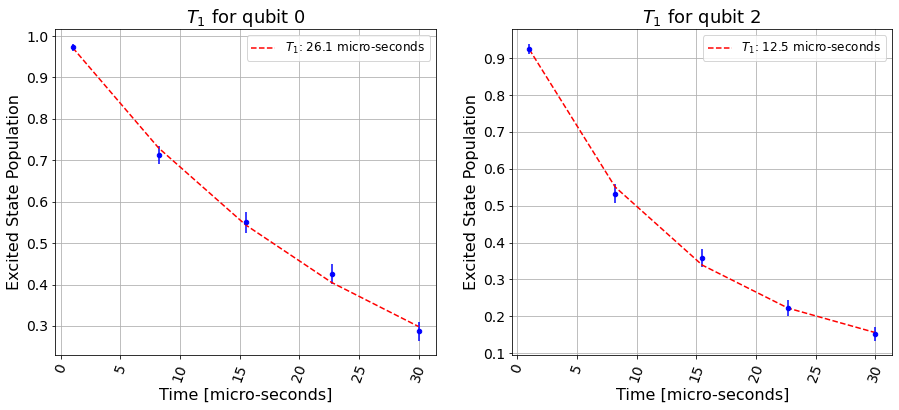 T₁ for qubit 0
Excited State Population
1.0
0.9
0.8
0.7
0.6
0.5
0.4
0.3
T₁: 26.1 micro-seconds
0 5 10 15 20 25 30
Time [micro-seconds]
T₁ for qubit 2
Excited State Population
0.9
0.8
0.7
0.6
0.5
0.4
0.3
0.2
0.1
T₁: 12.5 micro-seconds
0 5 10 15 20 25 30
Time [micro-seconds]